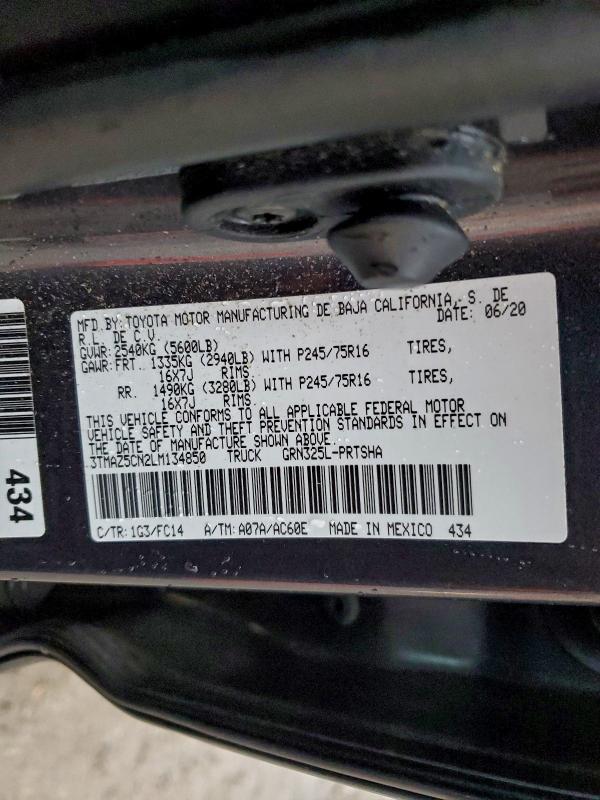 MFD. BY: TOYOTA MOTOR MANUFACTURING DE BAJA CALIFORNIA, S. DE
R.L. DE C.V. DATE: 06/20
GVWR: 2540KG (5600LB)
GAWR: FRT. 1335KG (2940LB) WITH P245/75R16 TIRES,
16X7J RIMS
RR. 1490KG (3280LB) WITH P245/75R16 TIRES,
16X7J RIMS
THIS VEHICLE CONFORMS TO ALL APPLICABLE FEDERAL MOTOR
VEHICLE SAFETY AND THEFT PREVENTION STANDARDS IN EFFECT ON
THE DATE OF MANUFACTURE SHOWN ABOVE.
3TMAZ5CN2LM134850 TRUCK GRN325L-PRTSHA
C/TR: 1G3/FC14 A/TM: A07A/AC60E MADE IN MEXICO 434
434